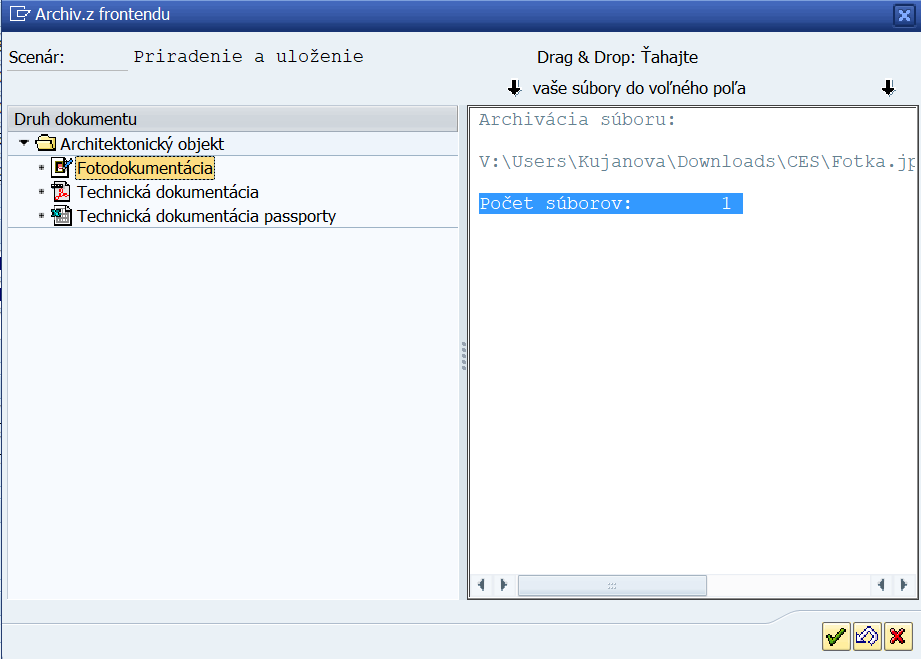 Archiv.z frontendu
Scenár: Priradenie a uloženie
Drag & Drop: Ťahajte
vaše súbory do voľného poľa
Druh dokumentu
Architektonický objekt
Fotodokumentácia
Technická dokumentácia
Technická dokumentácia passporty
Archivácia súboru:
V:\Users\Kujanova\Downloads\CES\Fotka.jp
Počet súborov: 1